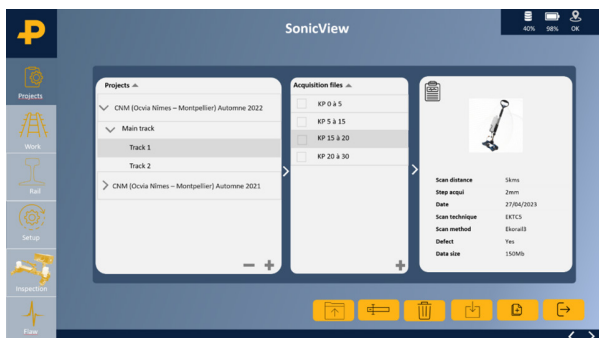 SonicView
40% 98% OK
Projects
Work
Rail
Setup
Inspection
Flaw
Projects
CNM (Ocvia Nîmes – Montpellier) Automne 2022
Main track
Track 1
Track 2
CNM (Ocvia Nîmes – Montpellier) Automne 2021
Acquisition files
KP 0 à 5
KP 5 à 15
KP 15 à 20
KP 20 à 30
Scan distance 5kms
Step acqui 2mm
Date 27/04/2023
Scan technique EKTC5
Scan method Ekorail3
Defect Yes
Data size 150Mb